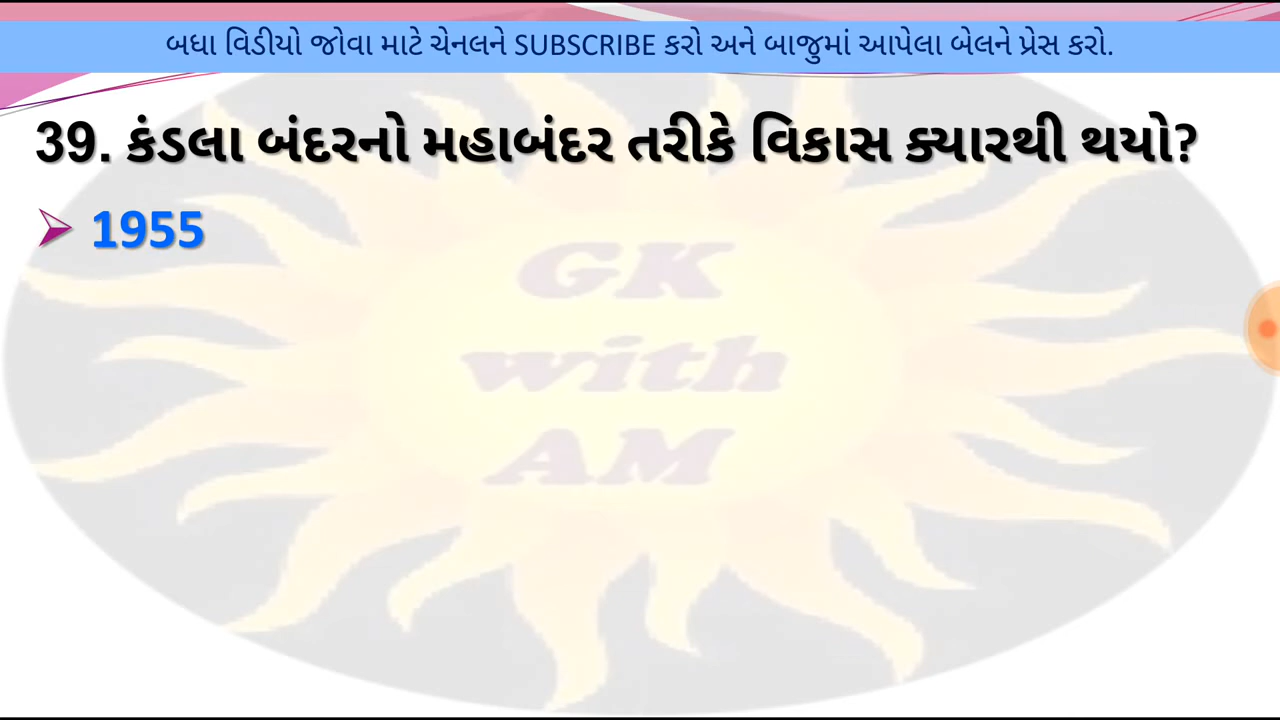 બધા વિડીયો જોવા માટે ચેનલને SUBSCRIBE કરો અને બાજુમાં આપેલા બેલને પ્રેસ કરો.
39. કંડલા બંદરનો મહાબંદર તરીકે વિકાસ ક્યારથી થયો?
1955
GK
with
AM